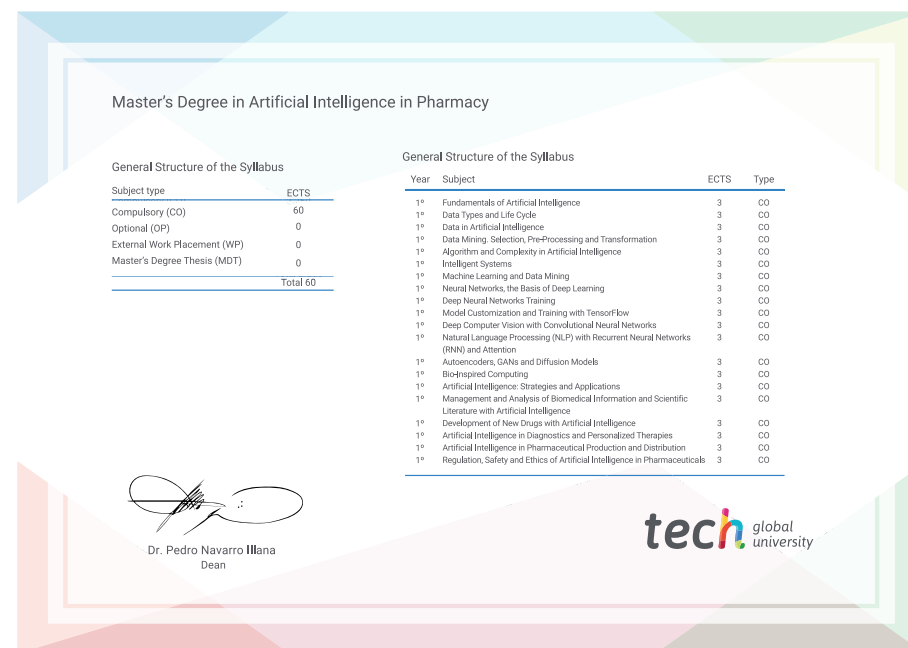 Master's Degree in Artificial Intelligence in Pharmacy
General Structure of the Syllabus
Subject type ECTS
Compulsory (CO) 60
Optional (OP) 0
External Work Placement (WP) 0
Master's Degree Thesis (MDT) 0
Total 60
General Structure of the Syllabus
Year Subject ECTS Type
1º Fundamentals of Artificial Intelligence 3 CO
1º Data Types and Life Cycle 3 CO
1º Data in Artificial Intelligence 3 CO
1º Data Mining. Selection, Pre-Processing and Transformation 3 CO
1º Algorithm and Complexity in Artificial Intelligence 3 CO
1º Intelligent Systems 3 CO
1º Machine Learning and Data Mining 3 CO
1º Neural Networks, the Basis of Deep Learning 3 CO
1º Deep Neural Networks Training 3 CO
1º Model Customization and Training with TensorFlow 3 CO
1º Deep Computer Vision with Convolutional Neural Networks 3 CO
1º Natural Language Processing (NLP) with Recurrent Neural Networks 3 CO
(RNN) and Attention
1º Autoencoders, GANs and Diffusion Models 3 CO
1º Bio-Inspired Computing 3 CO
1º Artificial Intelligence: Strategies and Applications 3 CO
1º Management and Analysis of Biomedical Information and Scientific 3 CO
Literature with Artificial Intelligence
1º Development of New Drugs with Artificial Intelligence 3 CO
1º Artificial Intelligence in Diagnostics and Personalized Therapies 3 CO
1º Artificial Intelligence in Pharmaceutical Production and Distribution 3 CO
1º Regulation, Safety and Ethics of Artificial Intelligence in Pharmaceuticals 3 CO
Dr. Pedro Navarro Illana
Dean
tech global
university